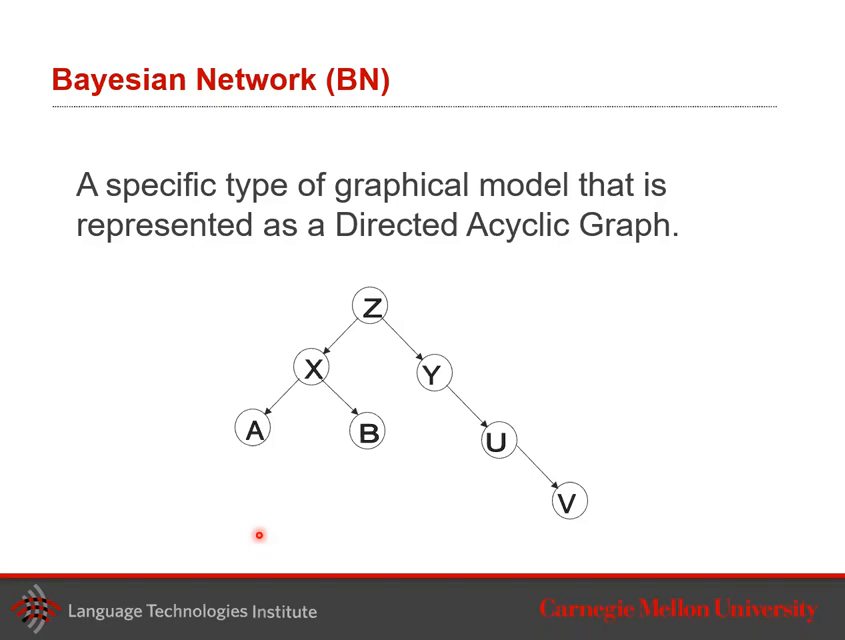 Bayesian Network (BN)
A specific type of graphical model that is
represented as a Directed Acyclic Graph.
Z
X
Y
A
B
U
V
Language Technologies Institute
Carnegie Mellon University